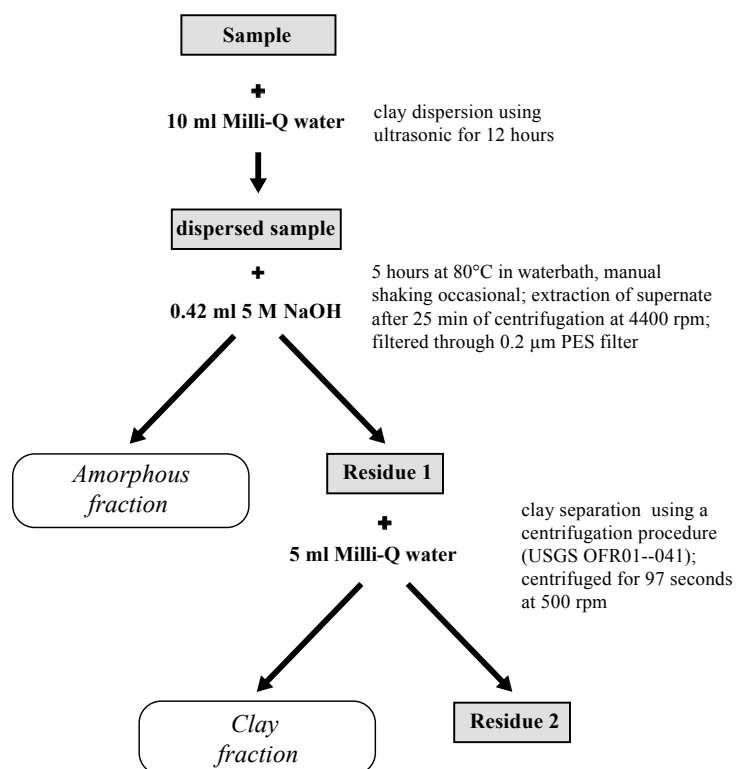 Sample
+
10 ml Milli-Q water
clay dispersion using
ultrasonic for 12 hours
dispersed sample
+
0.42 ml 5 M NaOH
5 hours at 80°C in waterbath, manual
shaking occasional; extraction of supernate
after 25 min of centrifugation at 4400 rpm;
filtered through 0.2 µm PES filter
Amorphous
fraction
Residue 1
+
5 ml Milli-Q water
clay separation using a
centrifugation procedure
(USGS OFR01--041);
centrifuged for 97 seconds
at 500 rpm
Clay
fraction
Residue 2